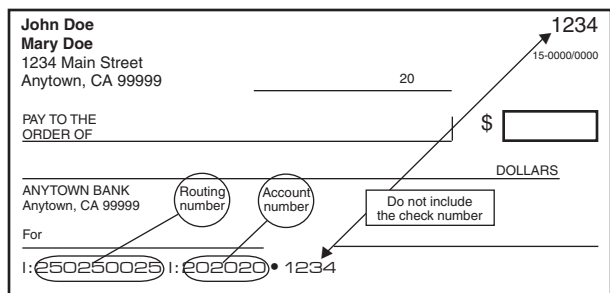 John Doe
1234
Mary Doe
1234 Main Street
15-0000/0000
Anytown, CA 99999
20
PAY TO THE
ORDER OF
$
DOLLARS
ANYTOWN BANK
Anytown, CA 99999
Routing
number
Account
number
Do not include
the check number
For
I:250250025I:202020•1234